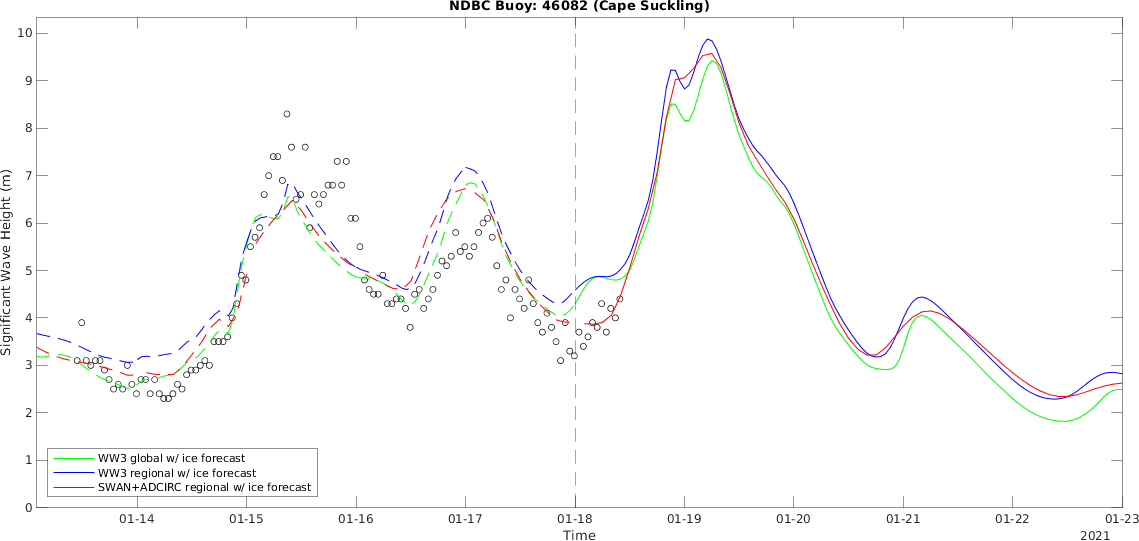 NDBC Buoy: 46082 (Cape Suckling)
10
9
8
7
6
5
4
3
2
1
0
Significant Wave Height (m)
WW3 global w/ ice forecast
WW3 regional w/ ice forecast
SWAN+ADCIRC regional w/ ice forecast
01-14 01-15 01-16 01-17 01-18 01-19 01-20 01-21 01-22 01-23
Time
2021